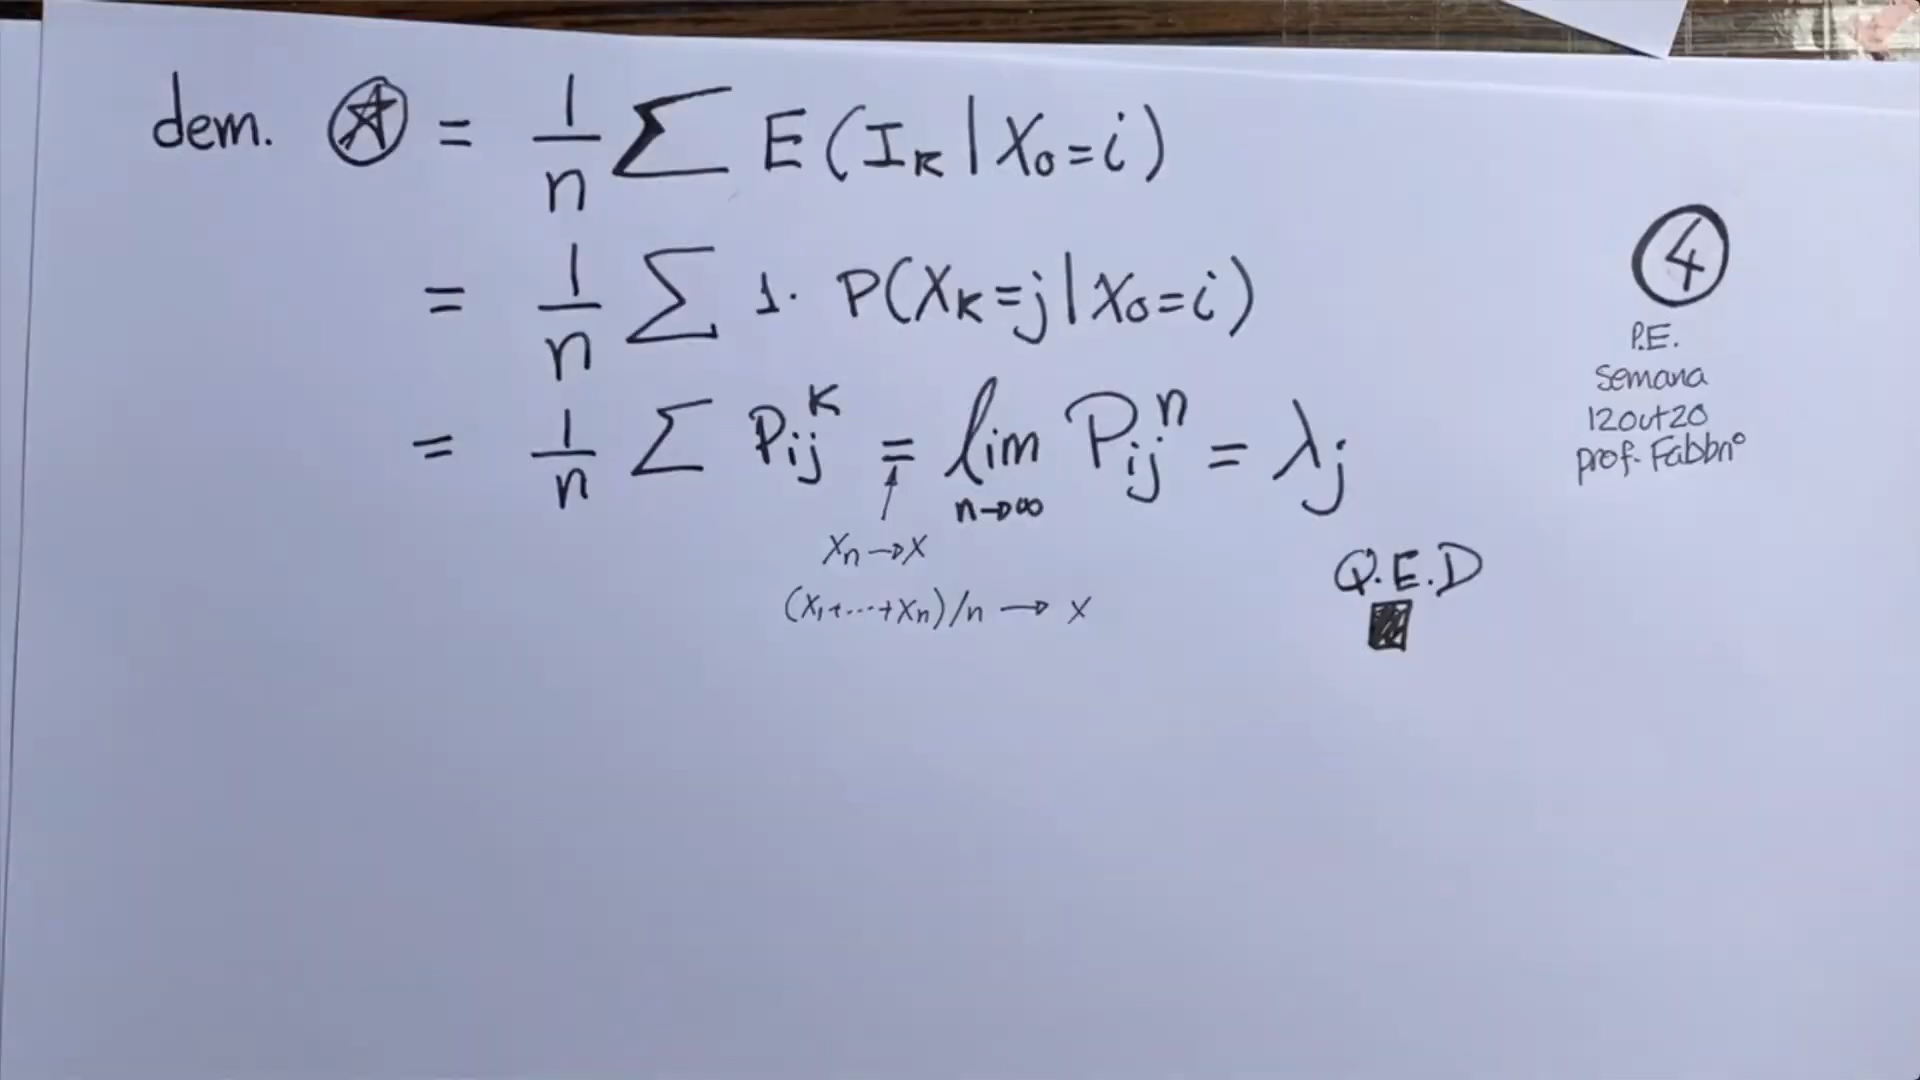 dem. ⍟ = 1/n ∑ E(I_K | X_0 = i)
= 1/n ∑ 1. P(X_K = j | X_0 = i)
= 1/n ∑ P_ij^K = lim_{n→∞} P_ij^n = λ_j
X_n → X
(X_1 + ... + X_n)/n → X
Q.E.D
4
P.E.
semana
12out20
prof. Fabbrº